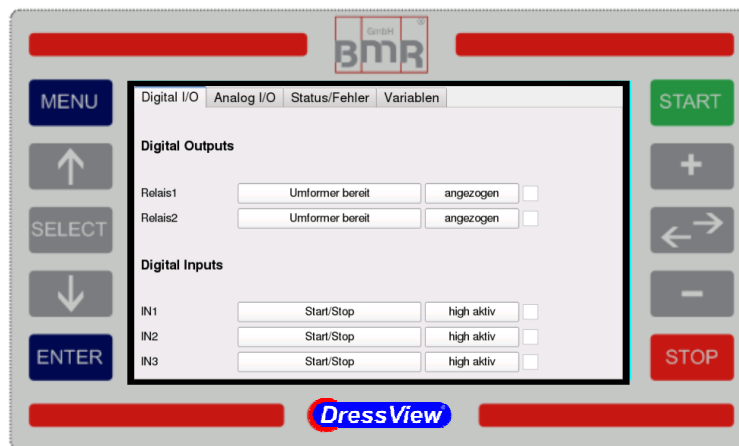 GmbH
®
BMR
MENU
START
Digital I/O Analog I/O Status/Fehler Variablen
Digital Outputs
+
Relais1 Umformer bereit angezogen
Relais2 Umformer bereit angezogen
SELECT
Digital Inputs
−
IN1 Start/Stop high aktiv
IN2 Start/Stop high aktiv
ENTER
STOP
IN3 Start/Stop high aktiv
DressView